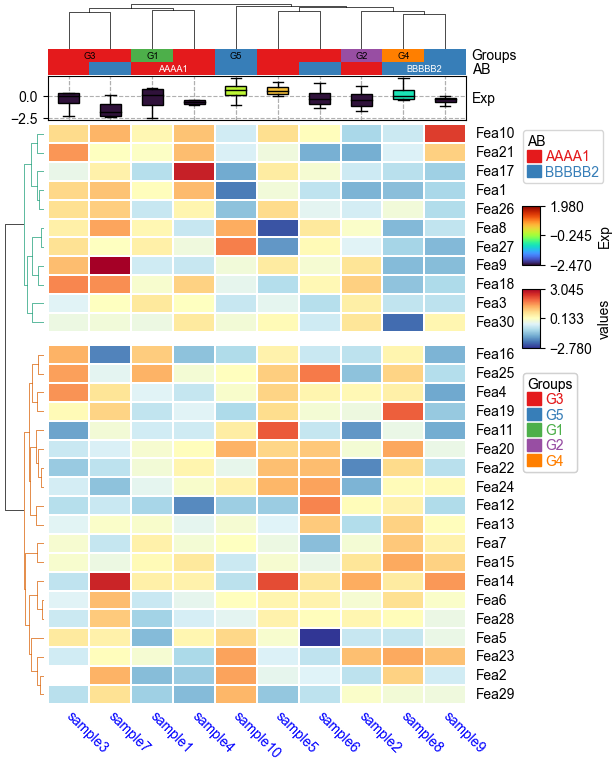 G3 G1 G5 G2 G4 Groups
AAAA1 BBBBB2 AB
0.0
−2.5
Exp
Fea10
Fea21
Fea17
Fea1
Fea26
Fea8
Fea27
Fea9
Fea18
Fea3
Fea30
Fea16
Fea25
Fea4
Fea19
Fea11
Fea20
Fea22
Fea24
Fea12
Fea13
Fea7
Fea15
Fea14
Fea6
Fea28
Fea5
Fea23
Fea2
Fea29
sample3 sample7 sample1 sample4 sample10 sample5 sample6 sample2 sample8 sample9
AB
AAAA1
BBBBB2
1.980
−0.245
−2.470
Exp
3.045
0.133
−2.780
values
Groups
G3
G5
G1
G2
G4